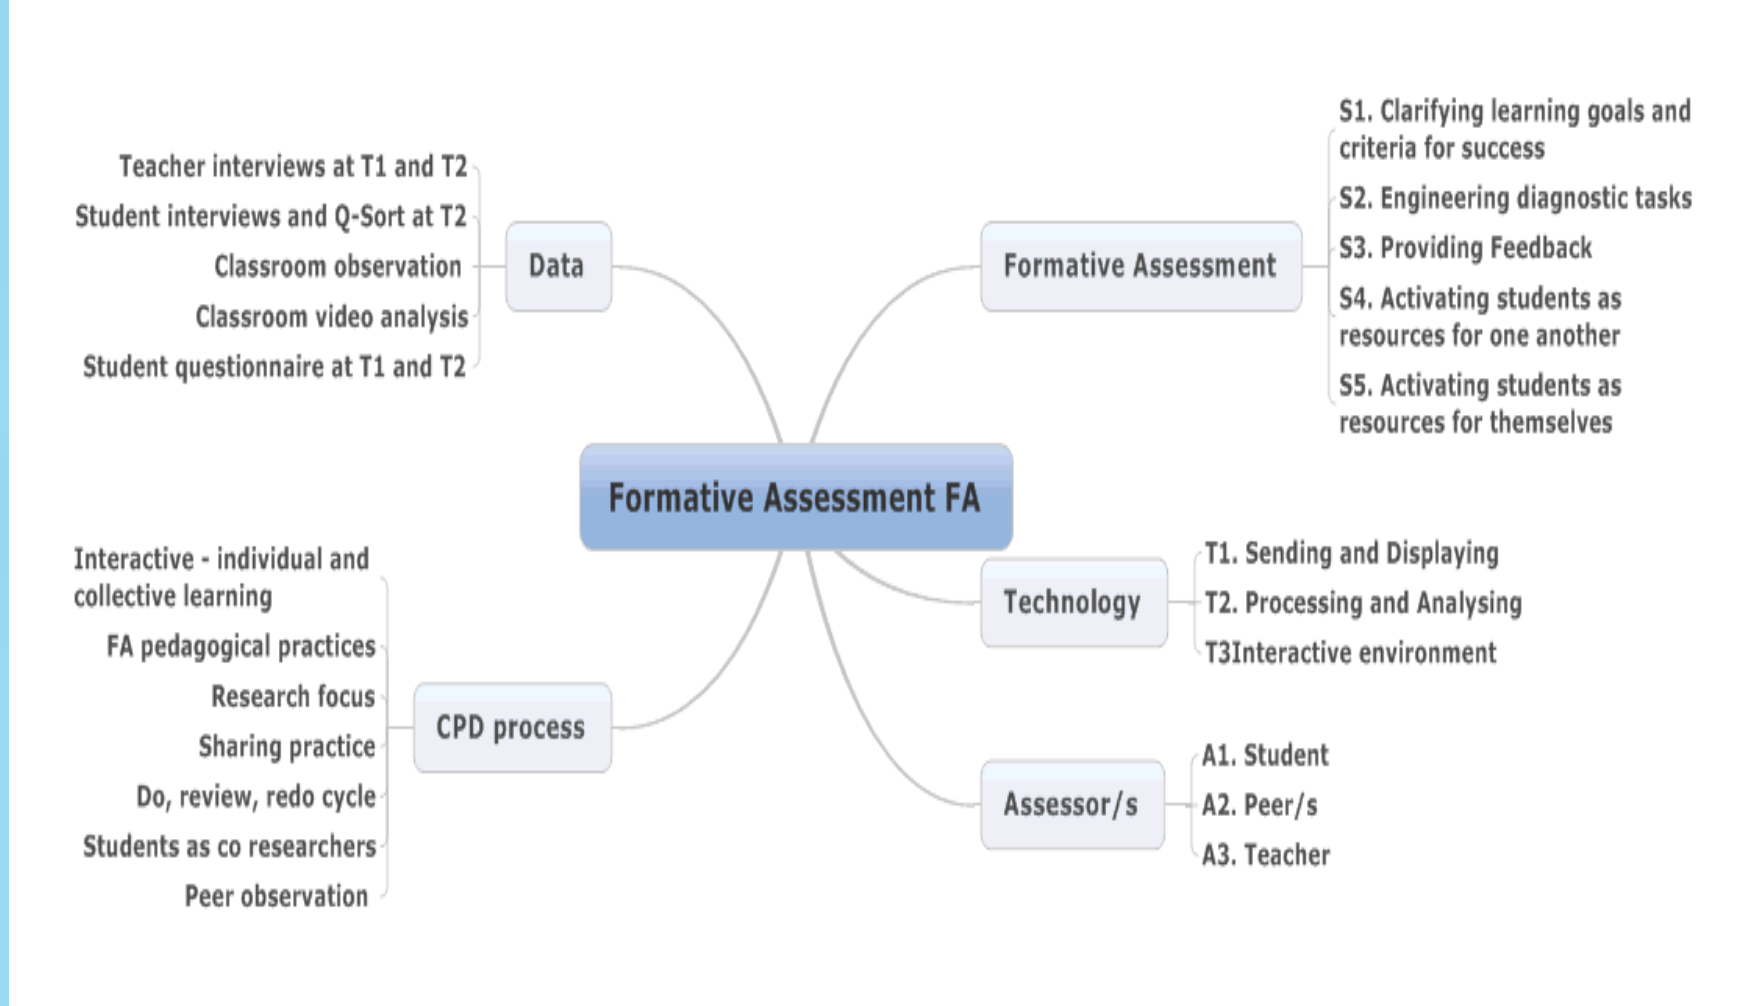 Teacher interviews at T1 and T2
Student interviews and Q-Sort at T2
Classroom observation
Classroom video analysis
Student questionnaire at T1 and T2
Data
Formative Assessment
S1. Clarifying learning goals and
criteria for success
S2. Engineering diagnostic tasks
S3. Providing Feedback
S4. Activating students as
resources for one another
S5. Activating students as
resources for themselves
Formative Assessment FA
Interactive - individual and
collective learning
FA pedagogical practices
Research focus
Sharing practice
Do, review, redo cycle
Students as co researchers
Peer observation
CPD process
Technology
T1. Sending and Displaying
T2. Processing and Analysing
T3Interactive environment
Assessor/s
A1. Student
A2. Peer/s
A3. Teacher